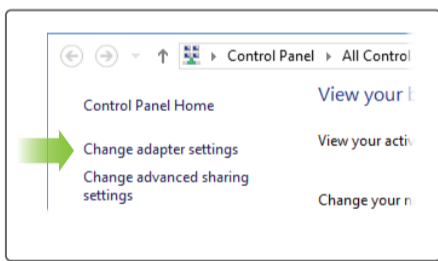 Control Panel All Control
Control Panel Home
View your
Change adapter settings
View your activ
Change advanced sharing
settings
Change your n